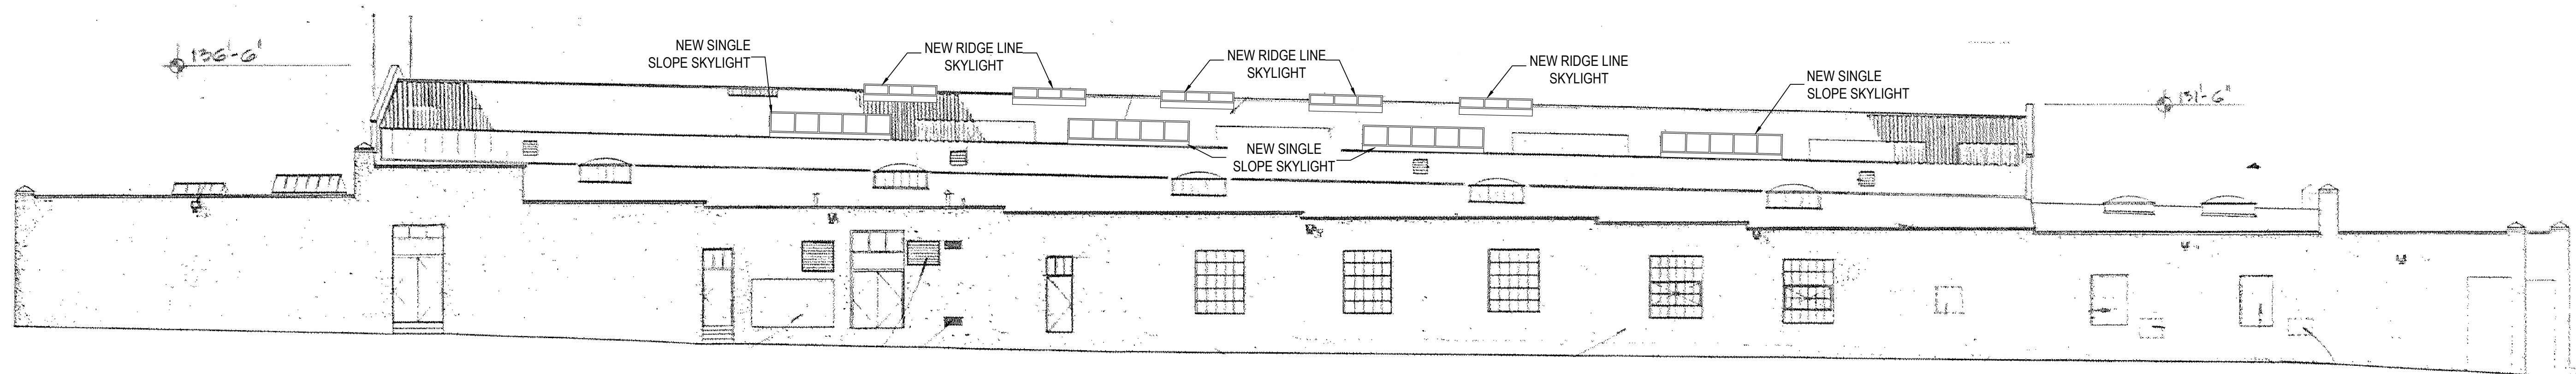 136'-6"
NEW SINGLE
SLOPE SKYLIGHT
NEW RIDGE LINE
SKYLIGHT
NEW RIDGE LINE
SKYLIGHT
NEW RIDGE LINE
SKYLIGHT
NEW SINGLE
SLOPE SKYLIGHT
131'-6"
NEW SINGLE
SLOPE SKYLIGHT